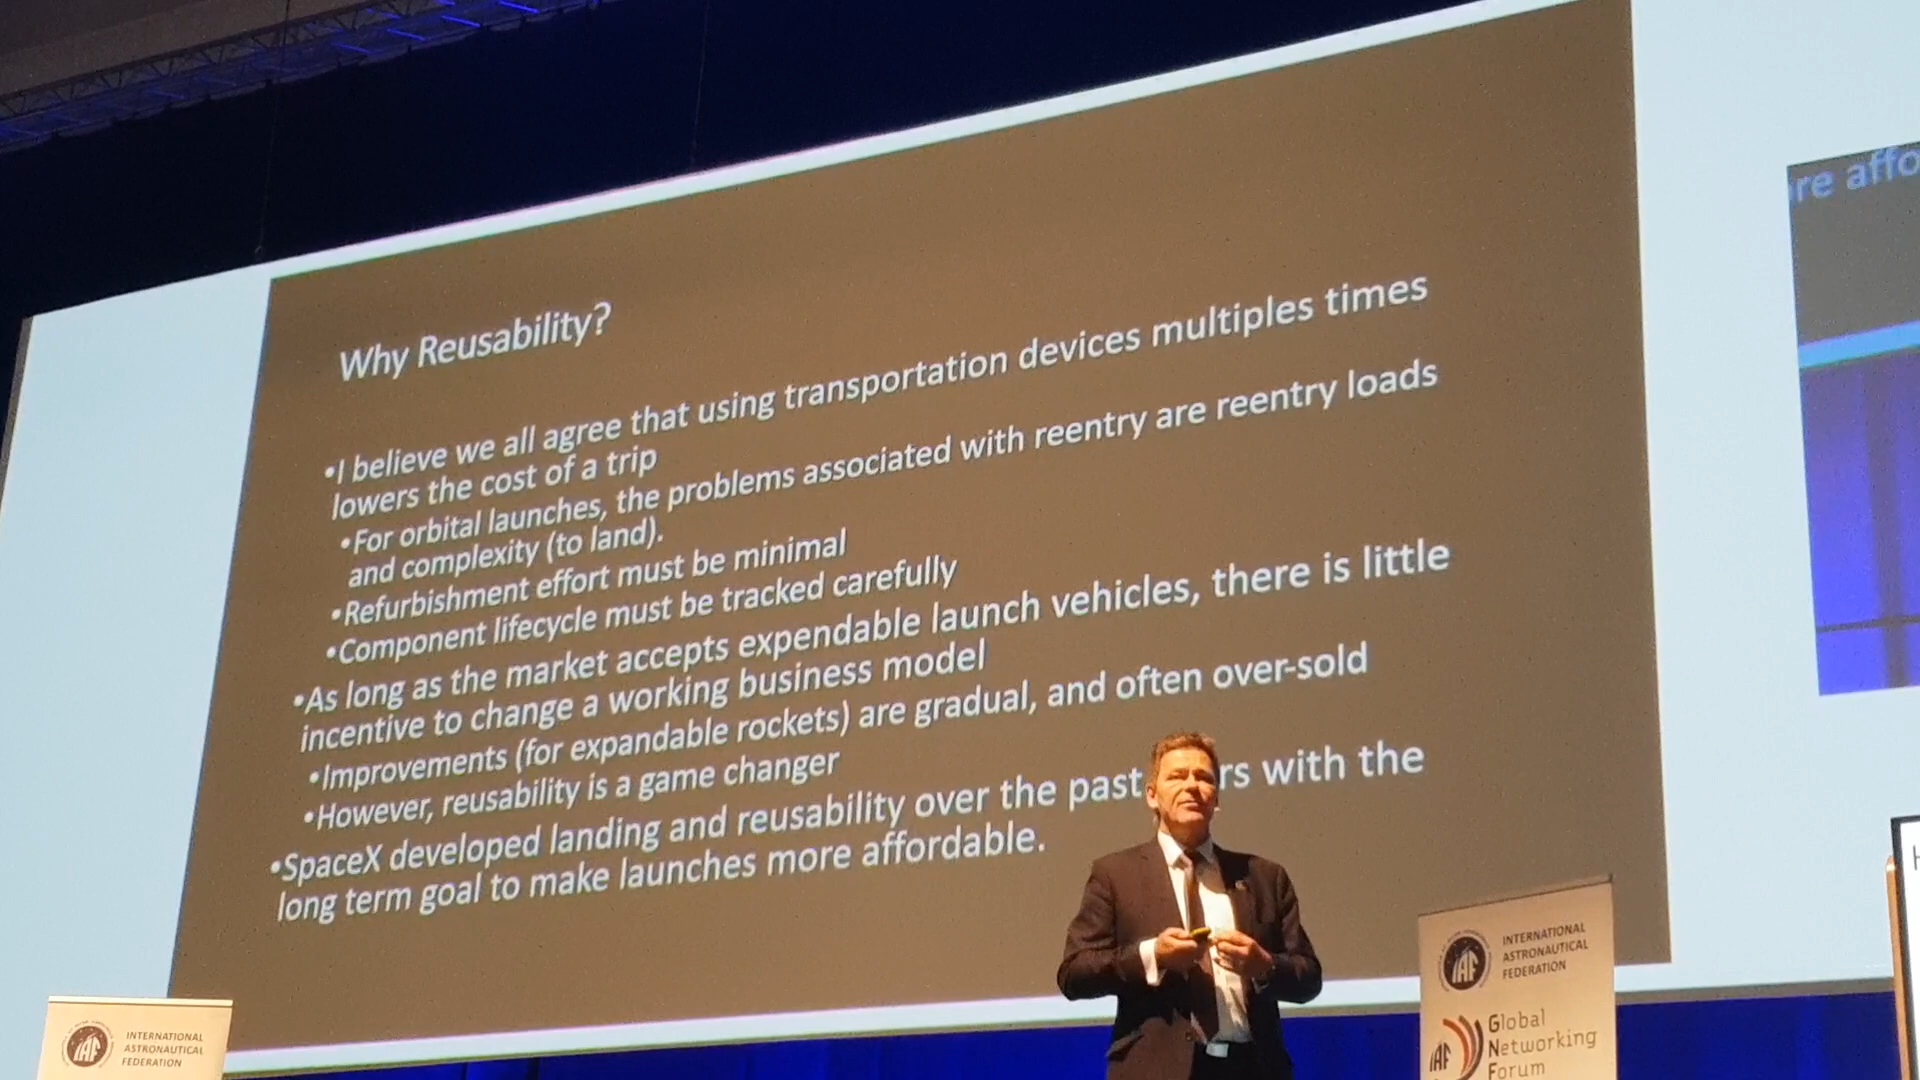 Why Reusability?
•I believe we all agree that using transportation devices multiples times
lowers the cost of a trip
•For orbital launches, the problems associated with reentry are reentry loads
and complexity (to land).
•Refurbishment effort must be minimal
•Component lifecycle must be tracked carefully
•As long as the market accepts expendable launch vehicles, there is little
incentive to change a working business model
•Improvements (for expandable rockets) are gradual, and often over-sold
•However, reusability is a game changer
•SpaceX developed landing and reusability over the past with the
long term goal to make launches more affordable.
INTERNATIONAL
ASTRONAUTICAL
FEDERATION
IAF
INTERNATIONAL
ASTRONAUTICAL
FEDERATION
IAF
IAF
Global
Networking
Forum